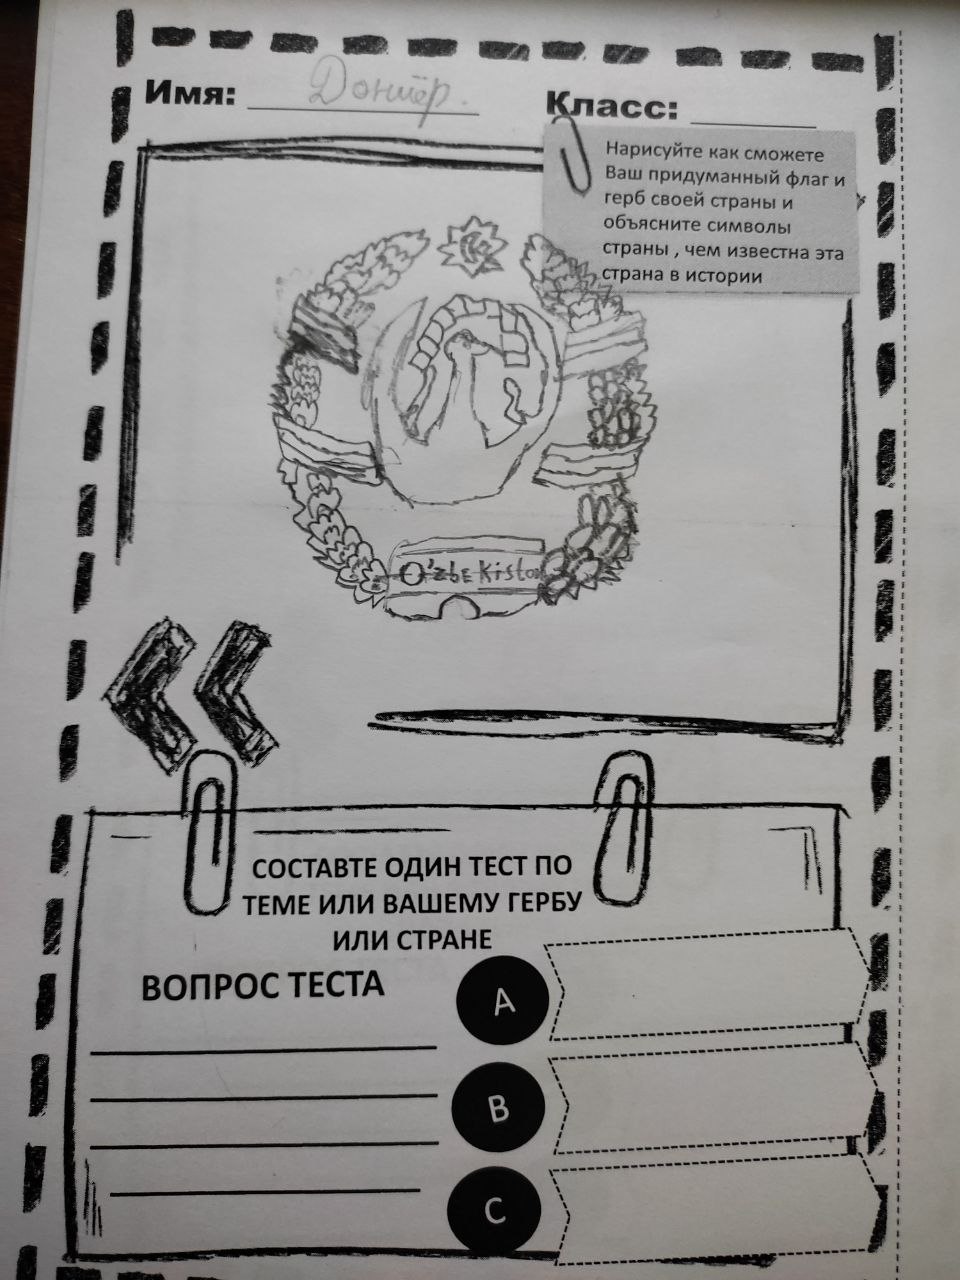 Имя: Дониёр.
Класс:
Нарисуйте как сможете
Ваш придуманный флаг и
герб своей страны и
объясните символы
страны , чем известна эта
страна в истории
O'zbekiston
СОСТАВТЕ ОДИН ТЕСТ ПО
ТЕМЕ ИЛИ ВАШЕМУ ГЕРБУ
ИЛИ СТРАНЕ
ВОПРОС ТЕСТА
A
B
C